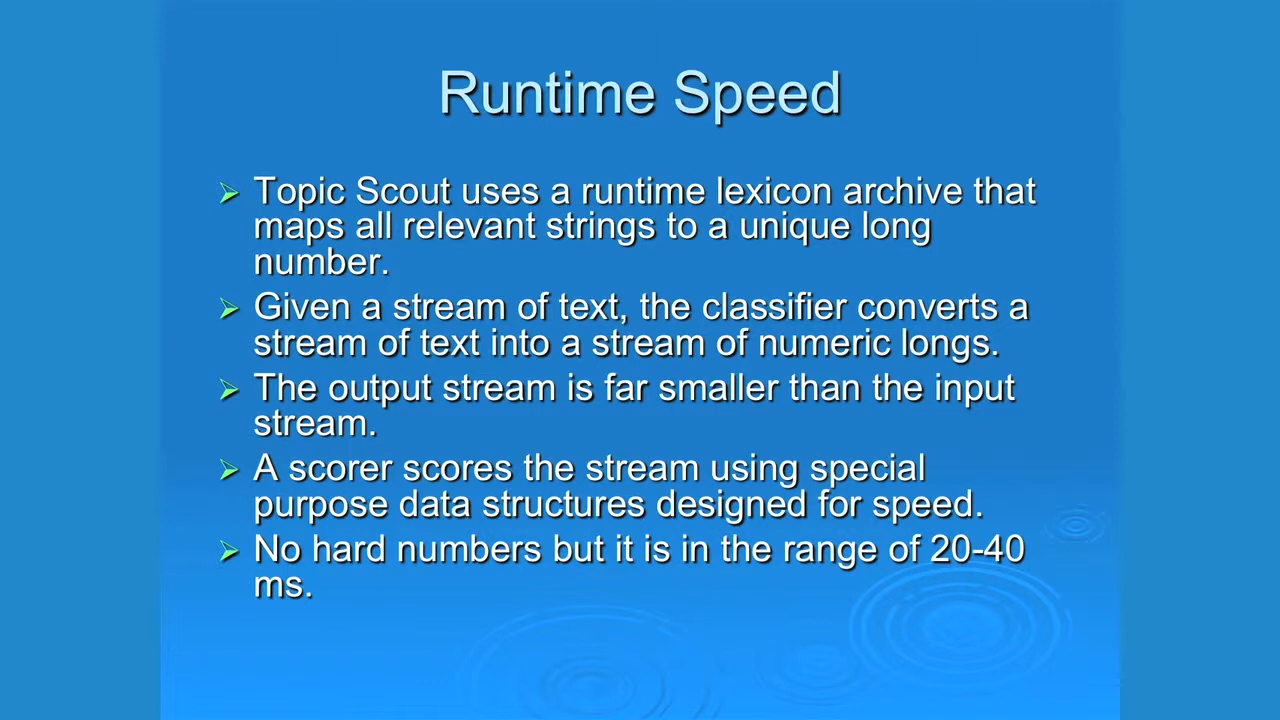 Runtime Speed
Topic Scout uses a runtime lexicon archive that
maps all relevant strings to a unique long
number.
Given a stream of text, the classifier converts a
stream of text into a stream of numeric longs.
The output stream is far smaller than the input
stream.
A scorer scores the stream using special
purpose data structures designed for speed.
No hard numbers but it is in the range of 20-40
ms.